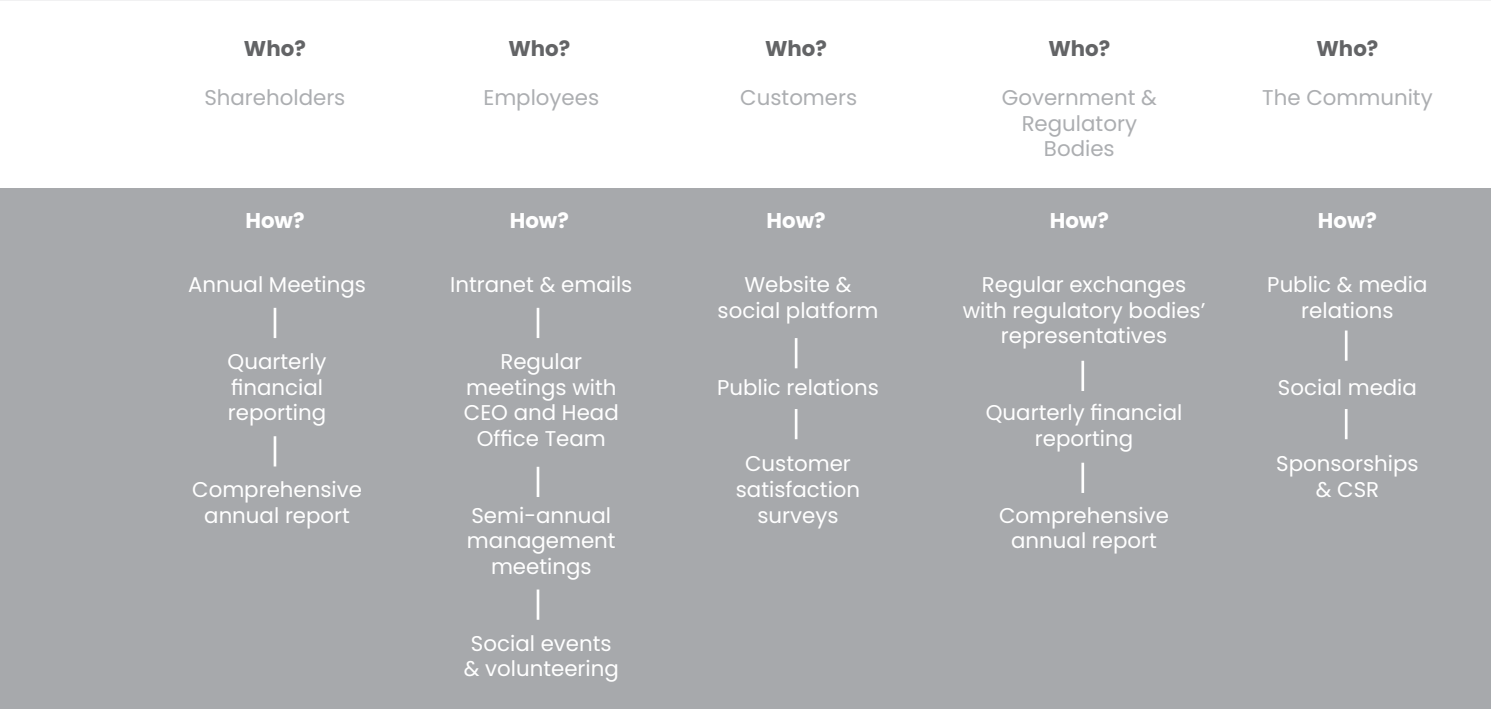 Who?
Shareholders
How?
Annual Meetings
Quarterly
financial
reporting
Comprehensive
annual report
Who?
Employees
How?
Intranet & emails
Regular
meetings with
CEO and Head
Office Team
Semi-annual
management
meetings
Social events
& volunteering
Who?
Customers
How?
Website &
social platform
Public relations
Customer
satisfaction
surveys
Who?
Government &
Regulatory
Bodies
How?
Regular exchanges
with regulatory bodies’
representatives
Quarterly financial
reporting
Comprehensive
annual report
Who?
The Community
How?
Public & media
relations
Social media
Sponsorships
& CSR